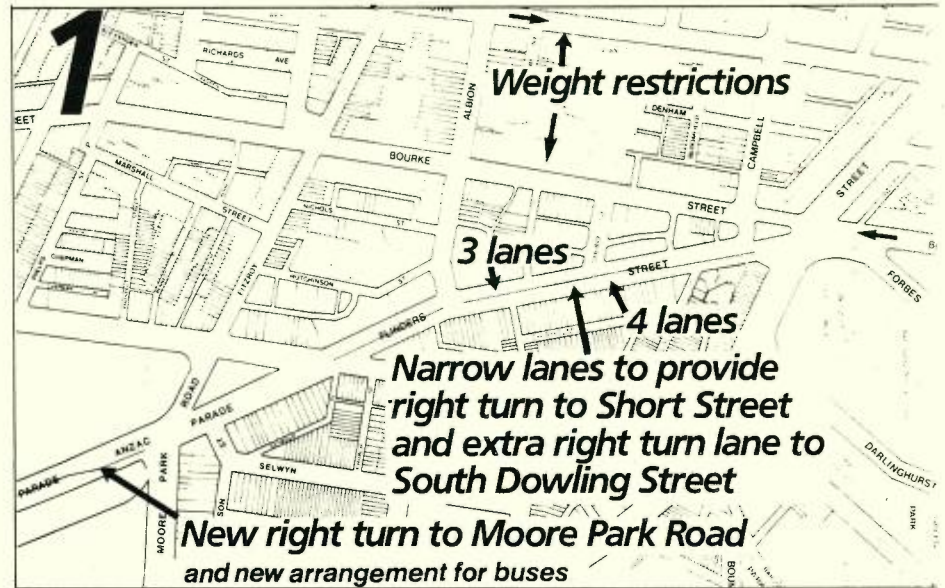 1
RICHARDS AVE
ALBION
Weight restrictions
DENHAM
CAMPBELL
BOURKE
STREET
STREET
MARSHALL
STREET
NICHOLS
ST
3 lanes
STREET
FORBES
CHAPMAN
FITZROY
HUTCHINSON
ST
4 lanes
FLINDERS
Narrow lanes to provide
right turn to Short Street
and extra right turn lane to
South Dowling Street
ROAD
PARADE
ANZAC
PARADE
SELWYN
MOORE PARK
DARLINGHURST
PARK
New right turn to Moore Park Road
and new arrangement for buses